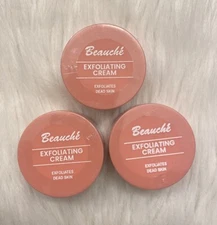 Beauché
EXFOLIATING
CREAM
EXFOLIATES
DEAD SKIN
Beauché
EXFOLIATING
CREAM
EXFOLIATES
DEAD SKIN
Beauché
EXFOLIATING
CREAM
EXFOLIATES
DEAD SKIN